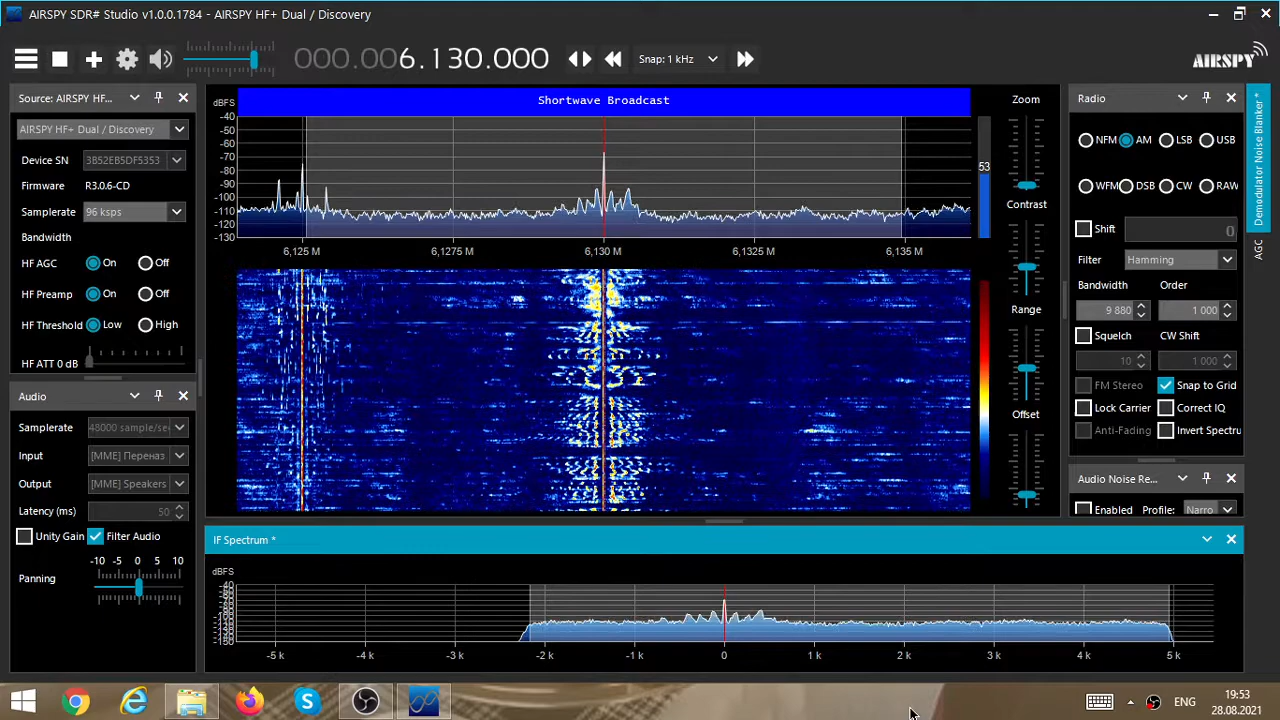 AIRSPY SDR# Studio v1.0.0.1784 - AIRSPY HF+ Dual / Discovery
000.006.130.000
Snap: 1 kHz
AIRSPY
Source: AIRSPY HF...
AIRSPY HF+ Dual / Discovery
Device SN
3B52EB5DF5355
Firmware R3.0.6-CD
Samplerate 96 ksps
Bandwidth
HF AGC On Off
HF Preamp On Off
HF Threshold Low High
HF ATT 0 dB
Audio
Samplerate 48000 sample/se
Input [MME] Перепаз
Output [MME] Speakers
Latency (ms) 50
Unity Gain Filter Audio
-10 -5 0 5 10
Panning
Shortwave Broadcast
dBFS
-40
-50
-60
-70
-80
-90
-100
-110
-120
-130
6,125 6,1275 M 6,130 M 6,1325 M 6,135 M
53
Zoom
Contrast
Range
Offset
IF Spectrum *
dBFS
-40
-5 k -4 k -3 k -2 k -1 k 0 1 k 2 k 3 k 4 k 5 k
Radio
NFM AM LSB USB
WFM DSB CW RAW
Shift 0
Filter Hamming
Bandwidth Order
9 880 1 000
Squelch CW Shift
10 1 000
FM Stereo Snap to Grid
Lock Carrier Correct IQ
Anti-Fading Invert Spectru
Audio Noise Re...
Enabled Profile: Narro
Demodulator Noise Blanker *
AGC
ENG
19:53
28.08.2021